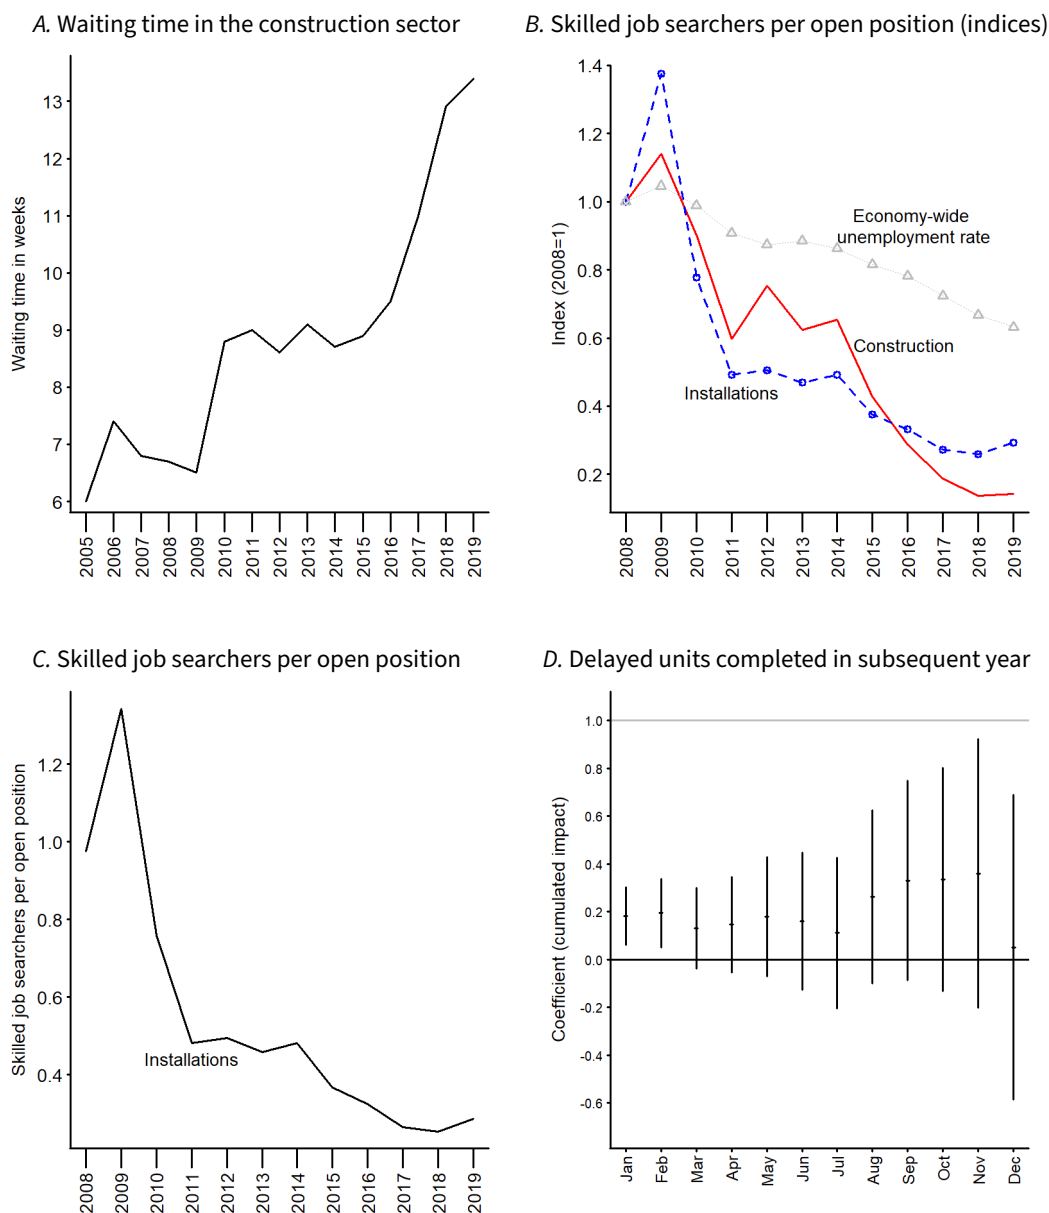 A. Waiting time in the construction sector
Waiting time in weeks
13
12
11
10
9
8
7
6
2005
2006
2007
2008
2009
2010
2011
2012
2013
2014
2015
2016
2017
2018
2019
B. Skilled job searchers per open position (indices)
Index (2008=1)
1.4
1.2
1.0
0.8
0.6
0.4
0.2
Economy-wide
unemployment rate
Construction
Installations
2008
2009
2010
2011
2012
2013
2014
2015
2016
2017
2018
2019
C. Skilled job searchers per open position
Skilled job searchers per open position
1.2
1.0
0.8
0.6
0.4
Installations
2008
2009
2010
2011
2012
2013
2014
2015
2016
2017
2018
2019
D. Delayed units completed in subsequent year
Coefficient (cumulated impact)
1.0
0.8
0.6
0.4
0.2
0.0
-0.2
-0.4
-0.6
Jan
Feb
Mar
Apr
May
Jun
Jul
Aug
Sep
Oct
Nov
Dec